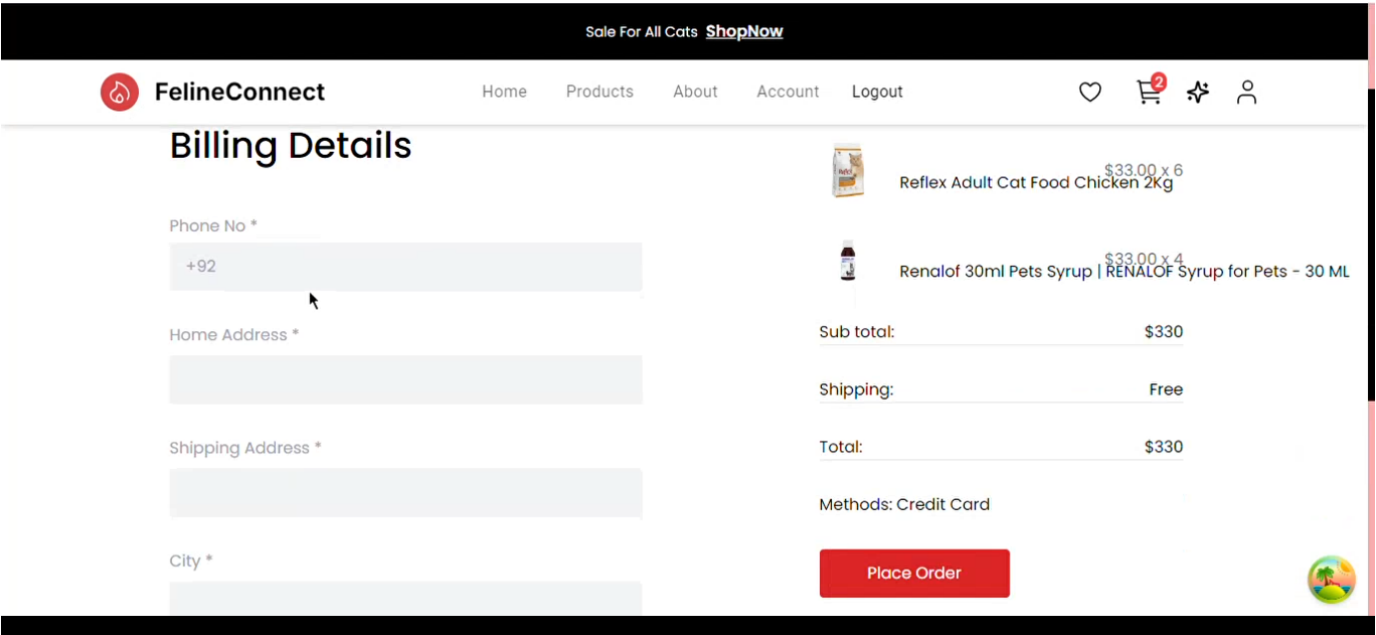 Sale For All Cats ShopNow
FelineConnect Home Products About Account Logout 2
Billing Details
Phone No *
+92
Home Address *
Shipping Address *
City *
$33.00 x 6
Reflex Adult Cat Food Chicken 2Kg
$33.00 x 4
Renalof 30ml Pets Syrup | RENALOF Syrup for Pets - 30 ML
Sub total: $330
Shipping: Free
Total: $330
Methods: Credit Card
Place Order